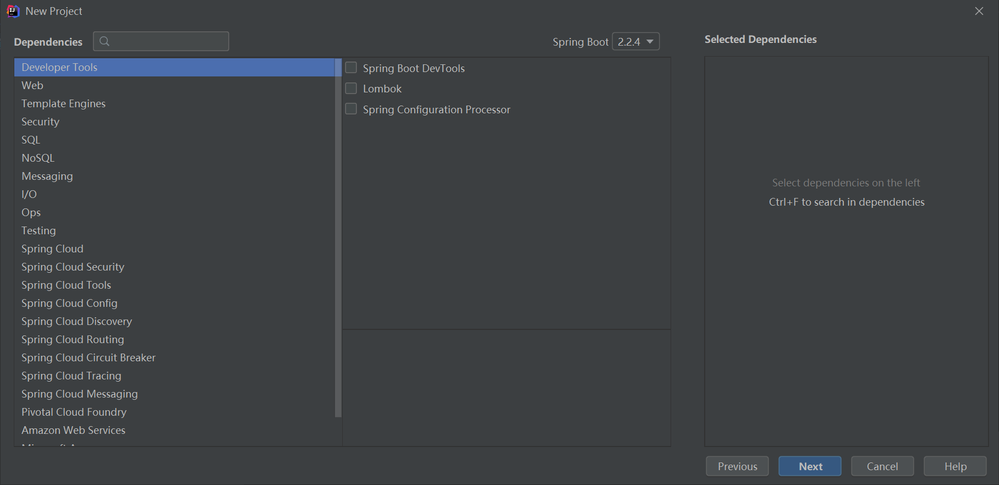 New Project
Dependencies
Spring Boot 2.2.4
Selected Dependencies
Developer Tools
Web
Template Engines
Security
SQL
NoSQL
Messaging
I/O
Ops
Testing
Spring Cloud
Spring Cloud Security
Spring Cloud Tools
Spring Cloud Config
Spring Cloud Discovery
Spring Cloud Routing
Spring Cloud Circuit Breaker
Spring Cloud Tracing
Spring Cloud Messaging
Pivotal Cloud Foundry
Amazon Web Services
Spring Boot DevTools
Lombok
Spring Configuration Processor
Select dependencies on the left
Ctrl+F to search in dependencies
Previous
Next
Cancel
Help